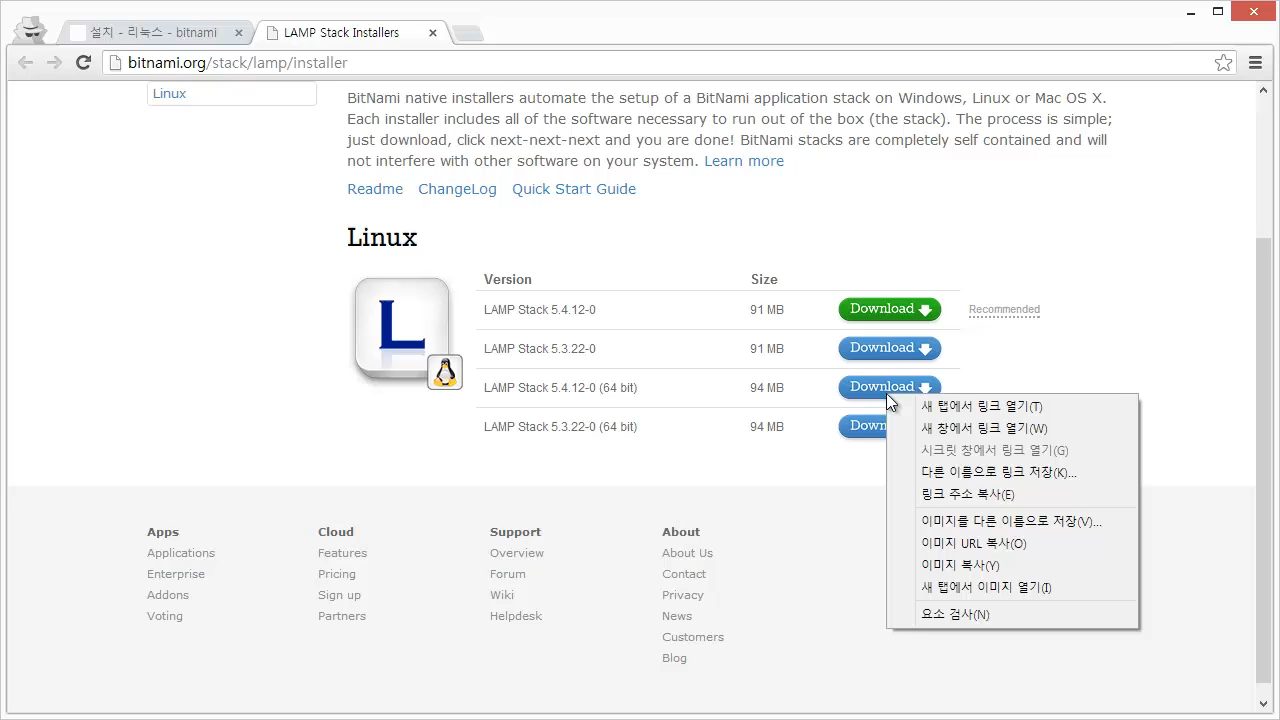 설치 - 리눅스 - bitnami
LAMP Stack Installers
bitnami.org/stack/lamp/installer
Linux
BitNami native installers automate the setup of a BitNami application stack on Windows, Linux or Mac OS X.
Each installer includes all of the software necessary to run out of the box (the stack). The process is simple;
just download, click next-next-next and you are done! BitNami stacks are completely self contained and will
not interfere with other software on your system. Learn more
Readme ChangeLog Quick Start Guide
Linux
L
Version Size
LAMP Stack 5.4.12-0 91 MB Download Recommended
LAMP Stack 5.3.22-0 91 MB Download
LAMP Stack 5.4.12-0 (64 bit) 94 MB Download
LAMP Stack 5.3.22-0 (64 bit) 94 MB Down
새 탭에서 링크 열기(T)
새 창에서 링크 열기(W)
시크릿 창에서 링크 열기(G)
다른 이름으로 링크 저장(K)...
링크 주소 복사(E)
이미지를 다른 이름으로 저장(V)...
이미지 URL 복사(O)
이미지 복사(Y)
새 탭에서 이미지 열기(I)
요소 검사(N)
Apps
Applications
Enterprise
Addons
Voting
Cloud
Features
Pricing
Sign up
Partners
Support
Overview
Forum
Wiki
Helpdesk
About
About Us
Contact
Privacy
News
Customers
Blog